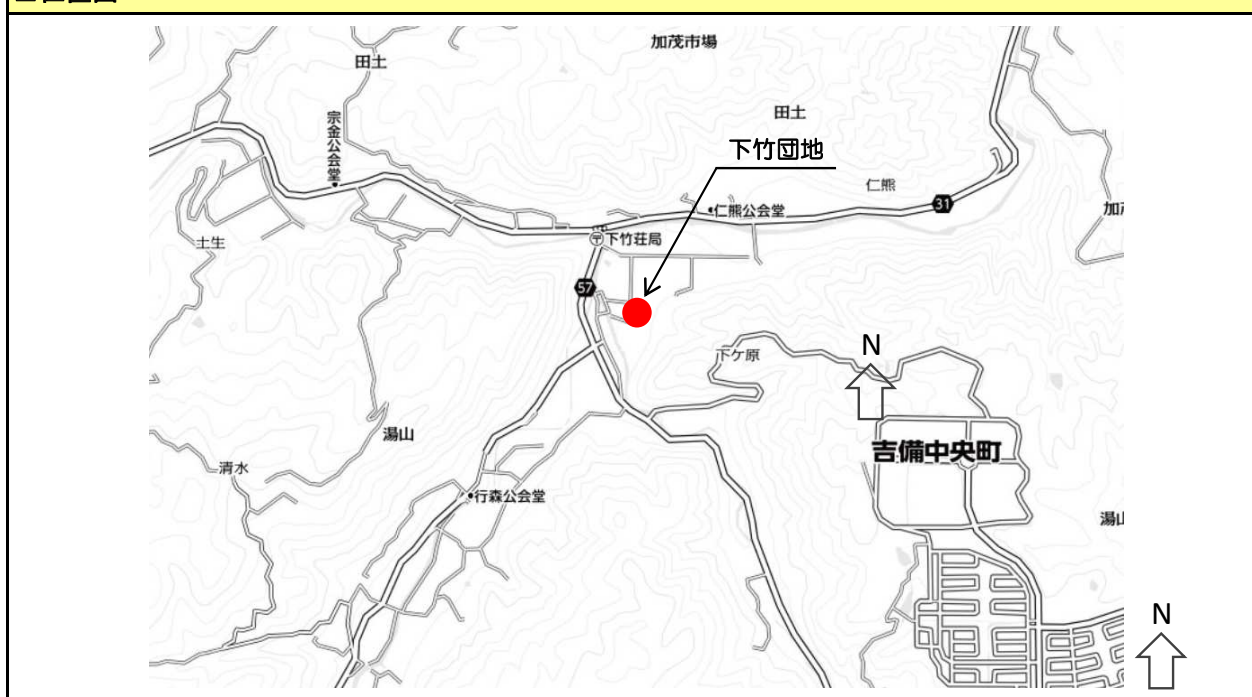 加茂市場
田土
田土
宗金公会堂
下竹団地
仁熊
31
仁熊公会堂
下竹荘局
土生
57
下ケ原
N
湯山
吉備中央町
清水
行森公会堂
N